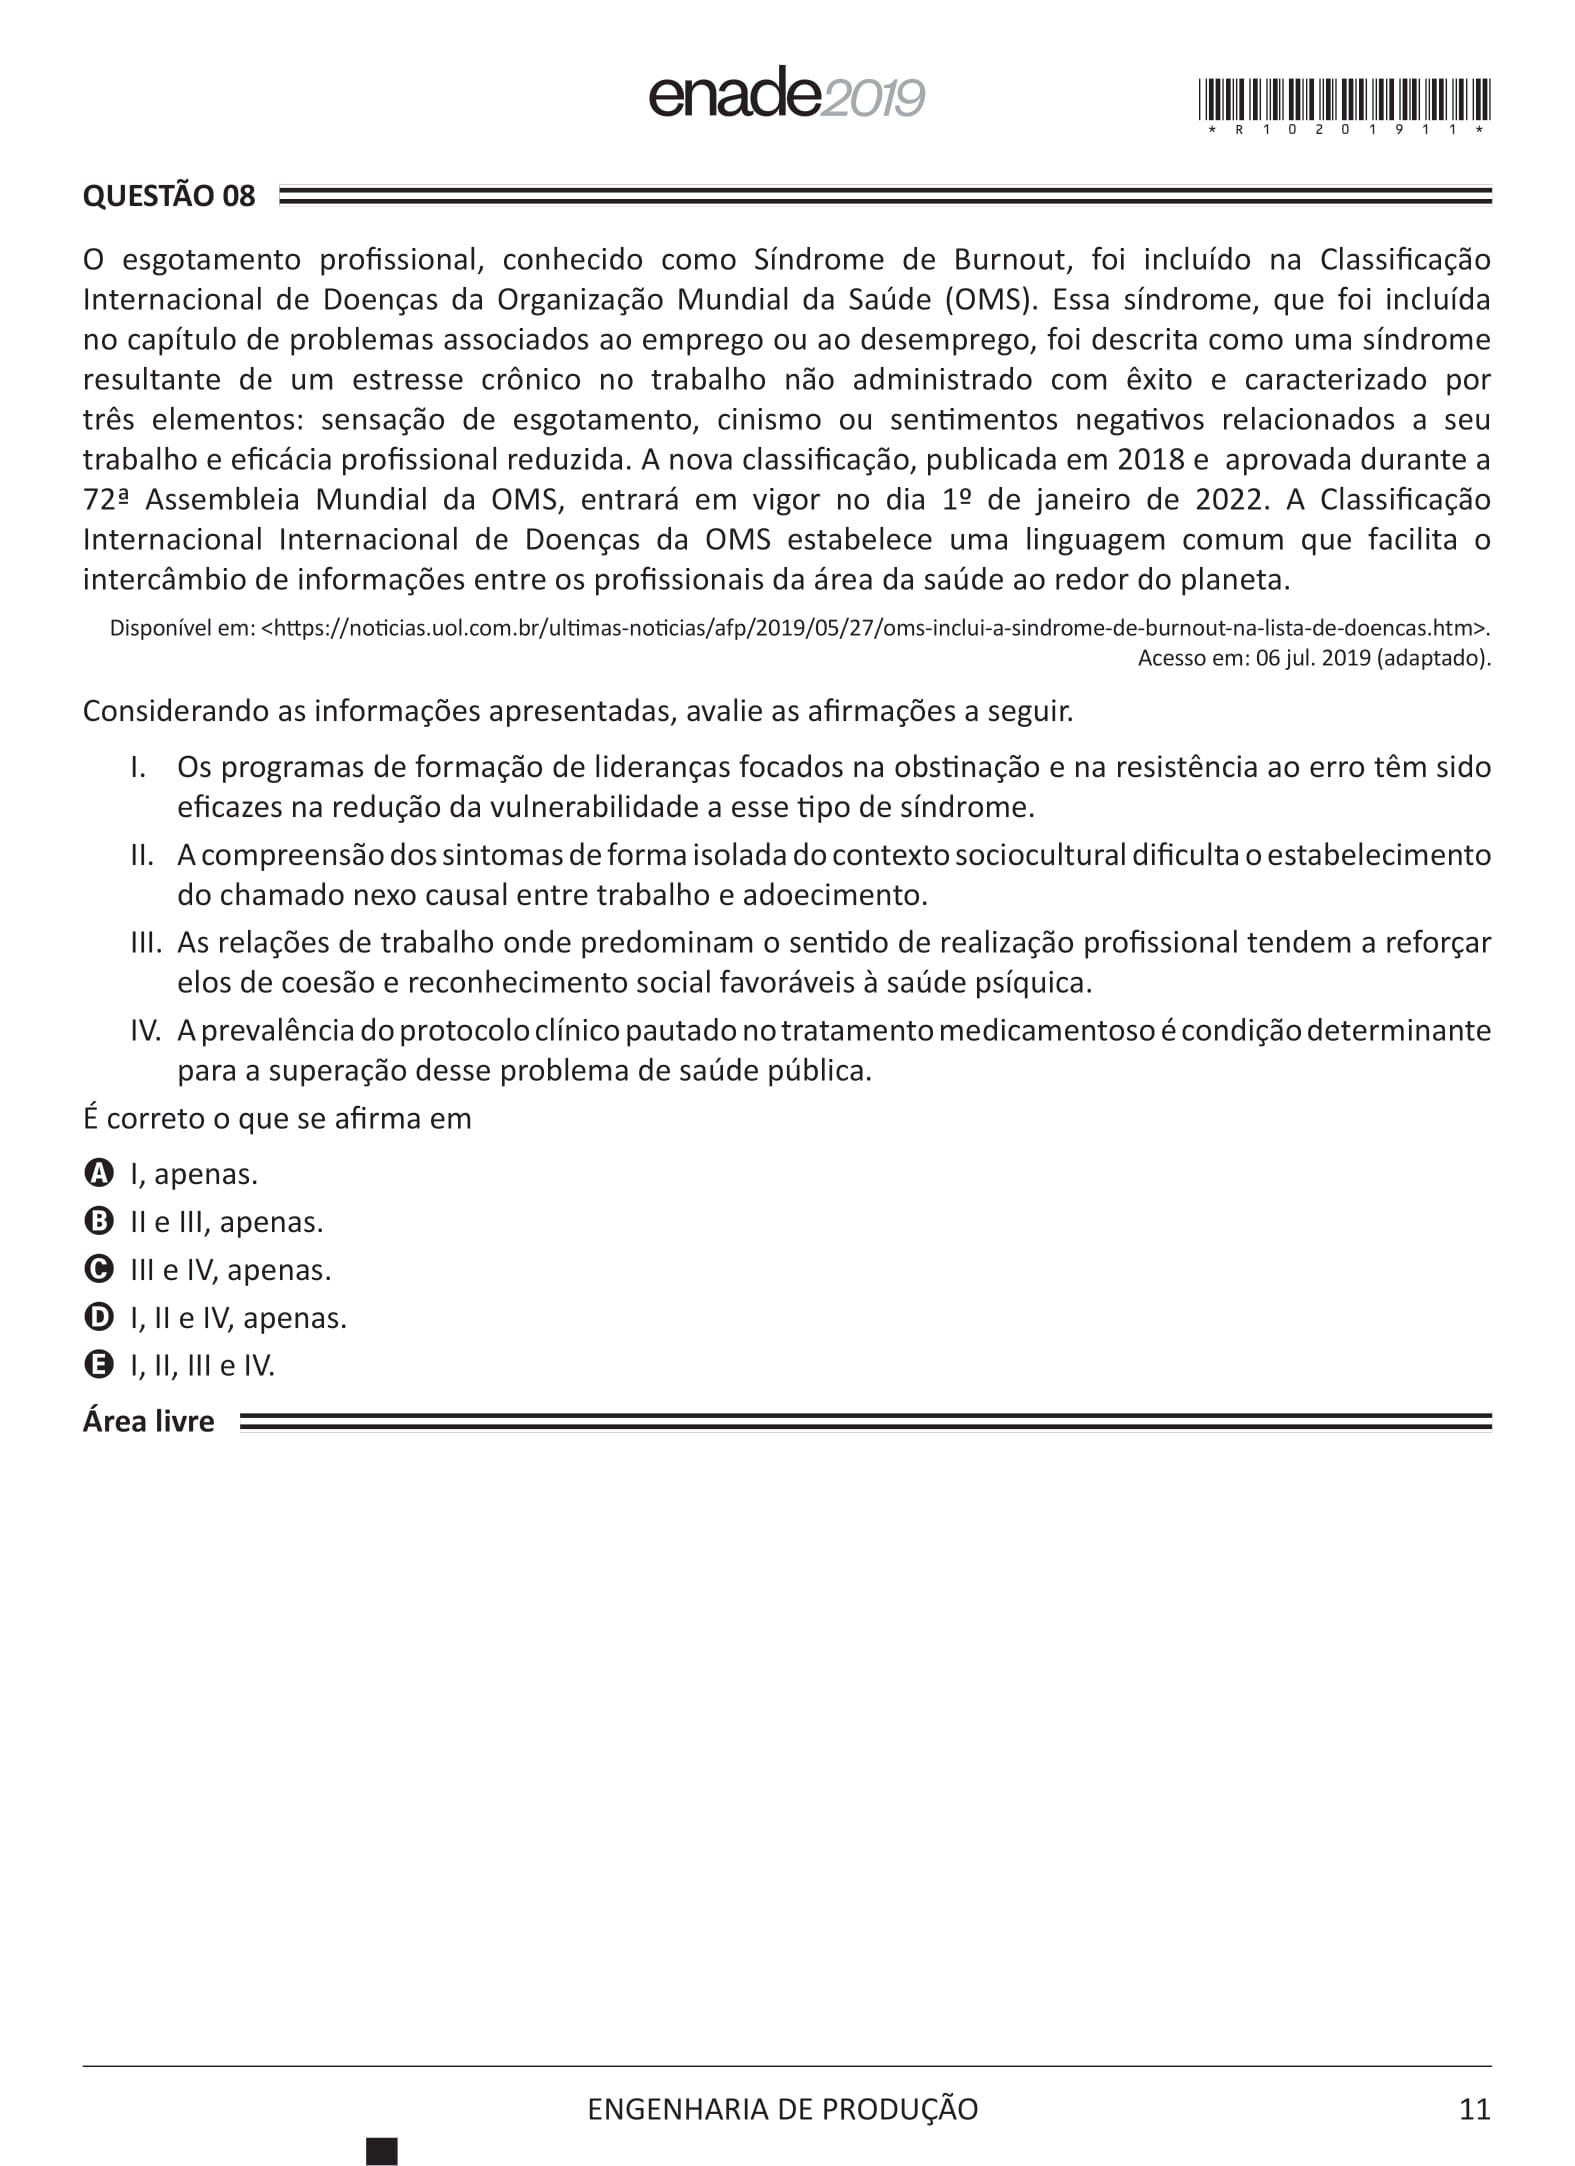 enade2019
*R10201911*
QUESTÃO 08
O esgotamento profissional, conhecido como Síndrome de Burnout, foi incluído na Classificação
Internacional de Doenças da Organização Mundial da Saúde (OMS). Essa síndrome, que foi incluída
no capítulo de problemas associados ao emprego ou ao desemprego, foi descrita como uma síndrome
resultante de um estresse crônico no trabalho não administrado com êxito e caracterizado por
três elementos: sensação de esgotamento, cinismo ou sentimentos negativos relacionados a seu
trabalho e eficácia profissional reduzida. A nova classificação, publicada em 2018 e aprovada durante a
72ª Assembleia Mundial da OMS, entrará em vigor no dia 1º de janeiro de 2022. A Classificação
Internacional Internacional de Doenças da OMS estabelece uma linguagem comum que facilita o
intercâmbio de informações entre os profissionais da área da saúde ao redor do planeta.
Disponível em: <https://noticias.uol.com.br/ultimas-noticias/afp/2019/05/27/oms-inclui-a-sindrome-de-burnout-na-lista-de-doencas.htm>.
Acesso em: 06 jul. 2019 (adaptado).
Considerando as informações apresentadas, avalie as afirmações a seguir.
I. Os programas de formação de lideranças focados na obstinação e na resistência ao erro têm sido
eficazes na redução da vulnerabilidade a esse tipo de síndrome.
II. A compreensão dos sintomas de forma isolada do contexto sociocultural dificulta o estabelecimento
do chamado nexo causal entre trabalho e adoecimento.
III. As relações de trabalho onde predominam o sentido de realização profissional tendem a reforçar
elos de coesão e reconhecimento social favoráveis à saúde psíquica.
IV. A prevalência do protocolo clínico pautado no tratamento medicamentoso é condição determinante
para a superação desse problema de saúde pública.
É correto o que se afirma em
A I, apenas.
B II e III, apenas.
C III e IV, apenas.
D I, II e IV, apenas.
E I, II, III e IV.
Área livre
ENGENHARIA DE PRODUÇÃO 11